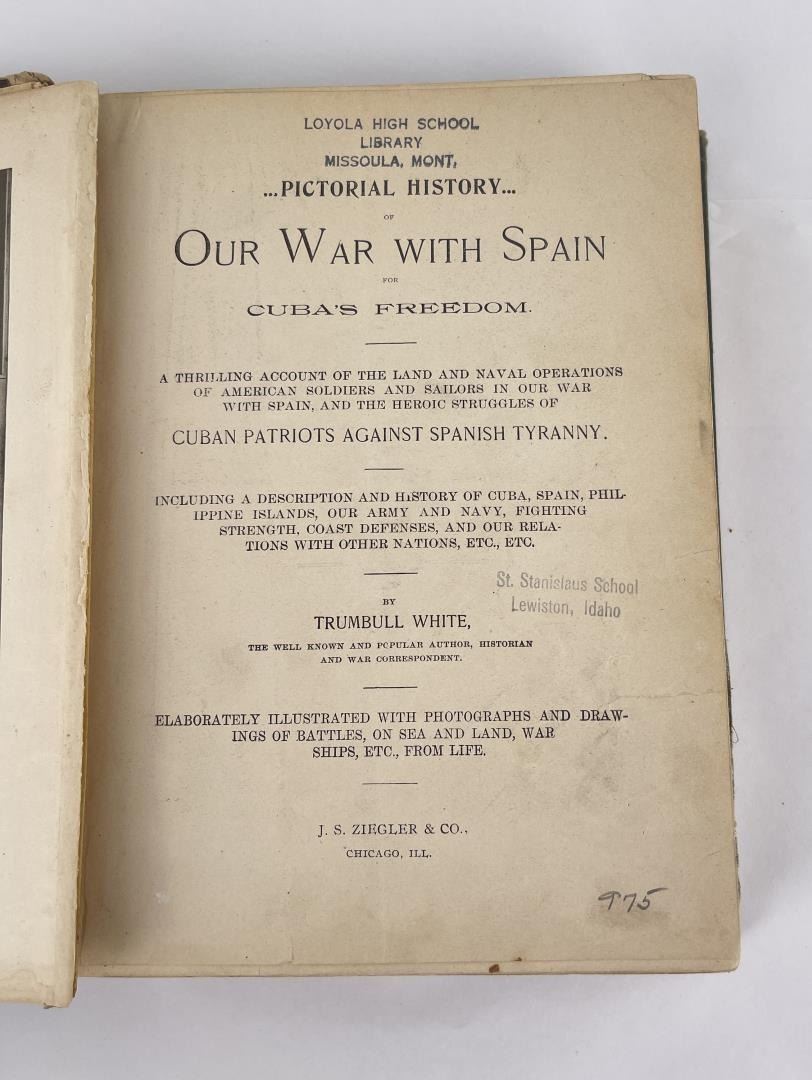 LOYOLA HIGH SCHOOL
LIBRARY
MISSOULA, MONT.
...PICTORIAL HISTORY...
OF
OUR WAR WITH SPAIN
FOR
CUBA'S FREEDOM.
A THRILLING ACCOUNT OF THE LAND AND NAVAL OPERATIONS
OF AMERICAN SOLDIERS AND SAILORS IN OUR WAR
WITH SPAIN, AND THE HEROIC STRUGGLES OF
CUBAN PATRIOTS AGAINST SPANISH TYRANNY.
INCLUDING A DESCRIPTION AND HISTORY OF CUBA, SPAIN, PHIL-
IPPINE ISLANDS, OUR ARMY AND NAVY, FIGHTING
STRENGTH, COAST DEFENSES, AND OUR RELA-
TIONS WITH OTHER NATIONS, ETC., ETC.
St. Stanislaus School
Lewiston, Idaho
BY
TRUMBULL WHITE,
THE WELL KNOWN AND POPULAR AUTHOR, HISTORIAN
AND WAR CORRESPONDENT.
ELABORATELY ILLUSTRATED WITH PHOTOGRAPHS AND DRAW-
INGS OF BATTLES, ON SEA AND LAND, WAR
SHIPS, ETC., FROM LIFE.
J. S. ZIEGLER & CO.,
CHICAGO, ILL.
975